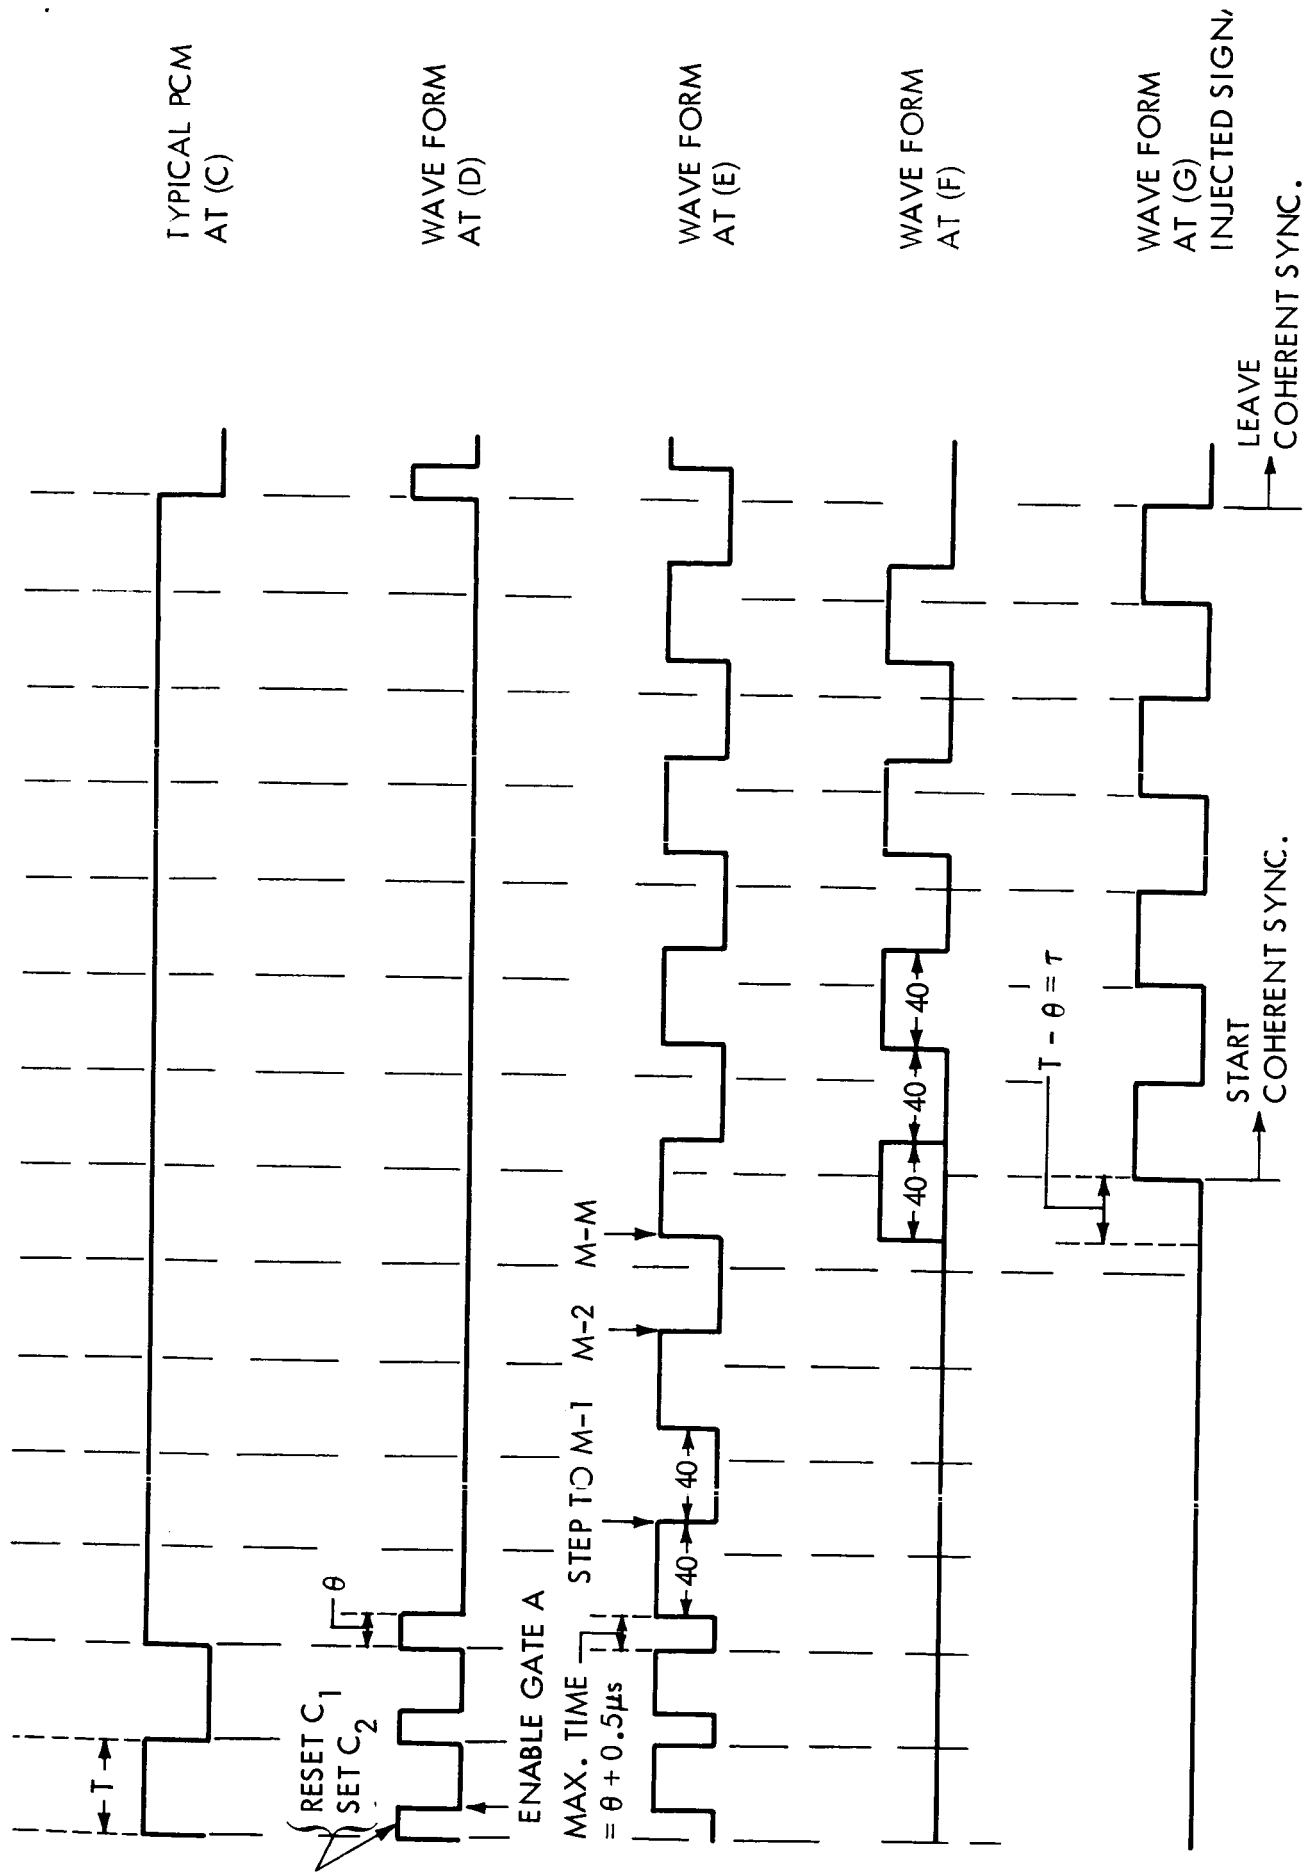 TYPICAL PCM
AT (C)
T
RESET C1
SET C2
θ
WAVE FORM
AT (D)
ENABLE GATE A
MAX. TIME
= θ + 0.5μs
STEP TO M-1 M-2 M-M
40 40
WAVE FORM
AT (E)
40 40 40
WAVE FORM
AT (F)
T - θ = τ
WAVE FORM
AT (G)
INJECTED SIGN,
START
COHERENT SYNC.
LEAVE
COHERENT SYNC.